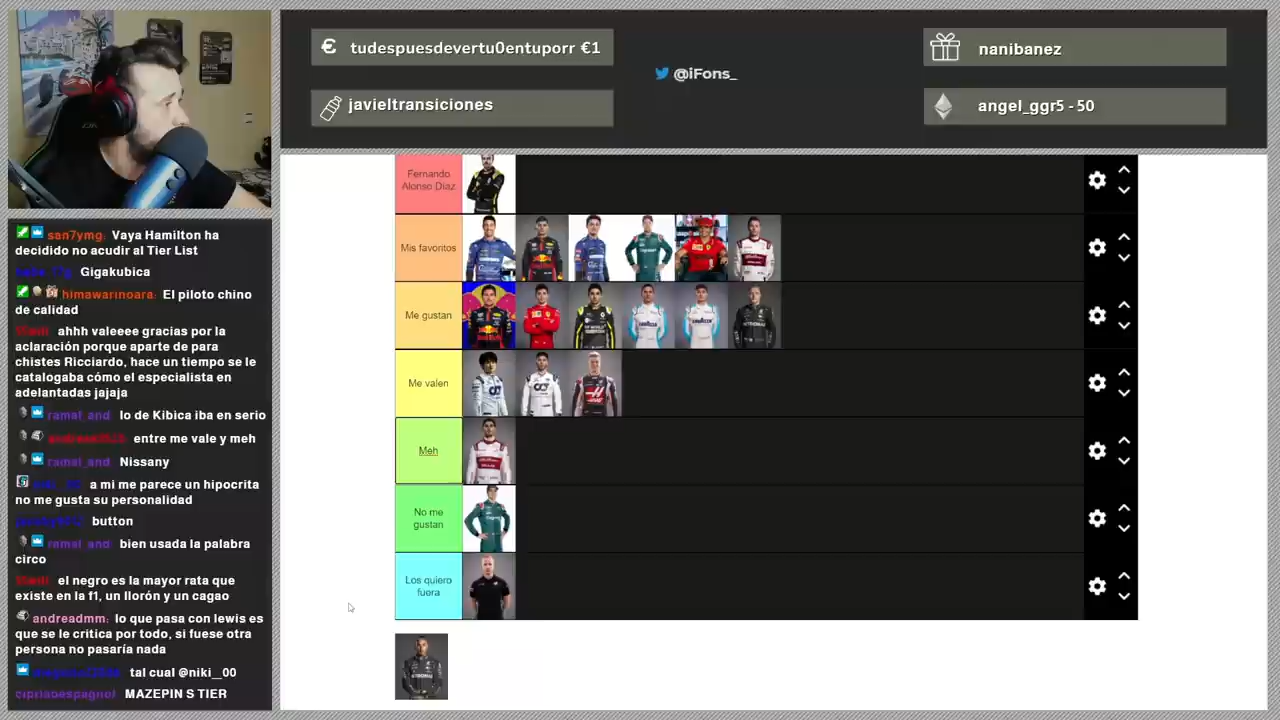 € tudespuesdevertu0entuporr €1
nanibanez
@iFons_
javieltransiciones
angel_ggr5 - 50
Fernando
Alonso Díaz
Mis favoritos
Me gustan
Me valen
Meh
No me
gustan
Los quiero
fuera
san7ymg: Vaya Hamilton ha
decidido no acudir al Tier List
Gigakubica
himawarinoara: El piloto chino
de calidad
ahhh valeeee gracias por la
aclaración porque aparte de para
chistes Ricciardo, hace un tiempo se le
catalogaba cómo el especialista en
adelantadas jajaja
ramal_and lo de Kibica iba en serio
entre me vale y meh
ramal_and: Nissany
a mi me parece un hipocrita
no me gusta su personalidad
button
ramal_and: bien usada la palabra
circo
el negro es la mayor rata que
existe en la f1, un llorón y un cagao
andreadmm: lo que pasa con lewis es
que se le critica por todo, si fuese otra
persona no pasaría nada
tal cual @niki__00
MAZEPIN S TIER